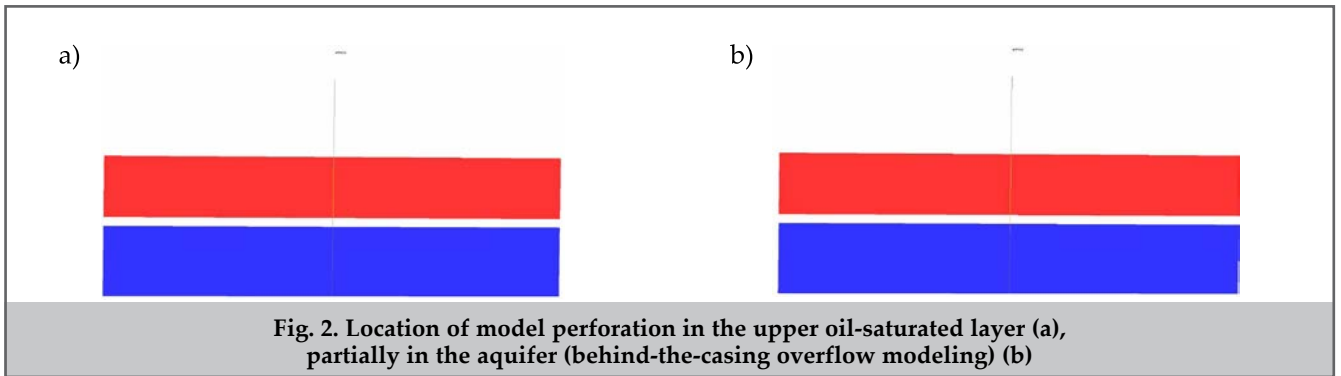 a)
b)
Fig. 2. Location of model perforation in the upper oil-saturated layer (a),
partially in the aquifer (behind-the-casing overflow modeling) (b)